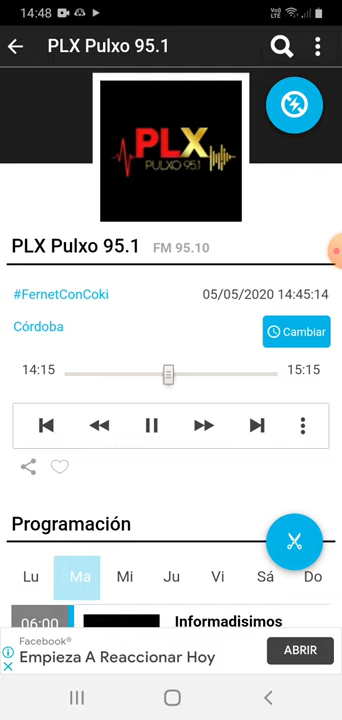 14:48
Vo)) LTE
PLX Pulxo 95.1
PLX
PULXO 95.1
PLX Pulxo 95.1 FM 95.10
#FernetConCoki 05/05/2020 14:45:14
Córdoba Cambiar
14:15 15:15
Programación
Lu Ma Mi Ju Vi Sá Do
06:00 Informadisimos
Facebook®
Empieza A Reaccionar Hoy
ABRIR